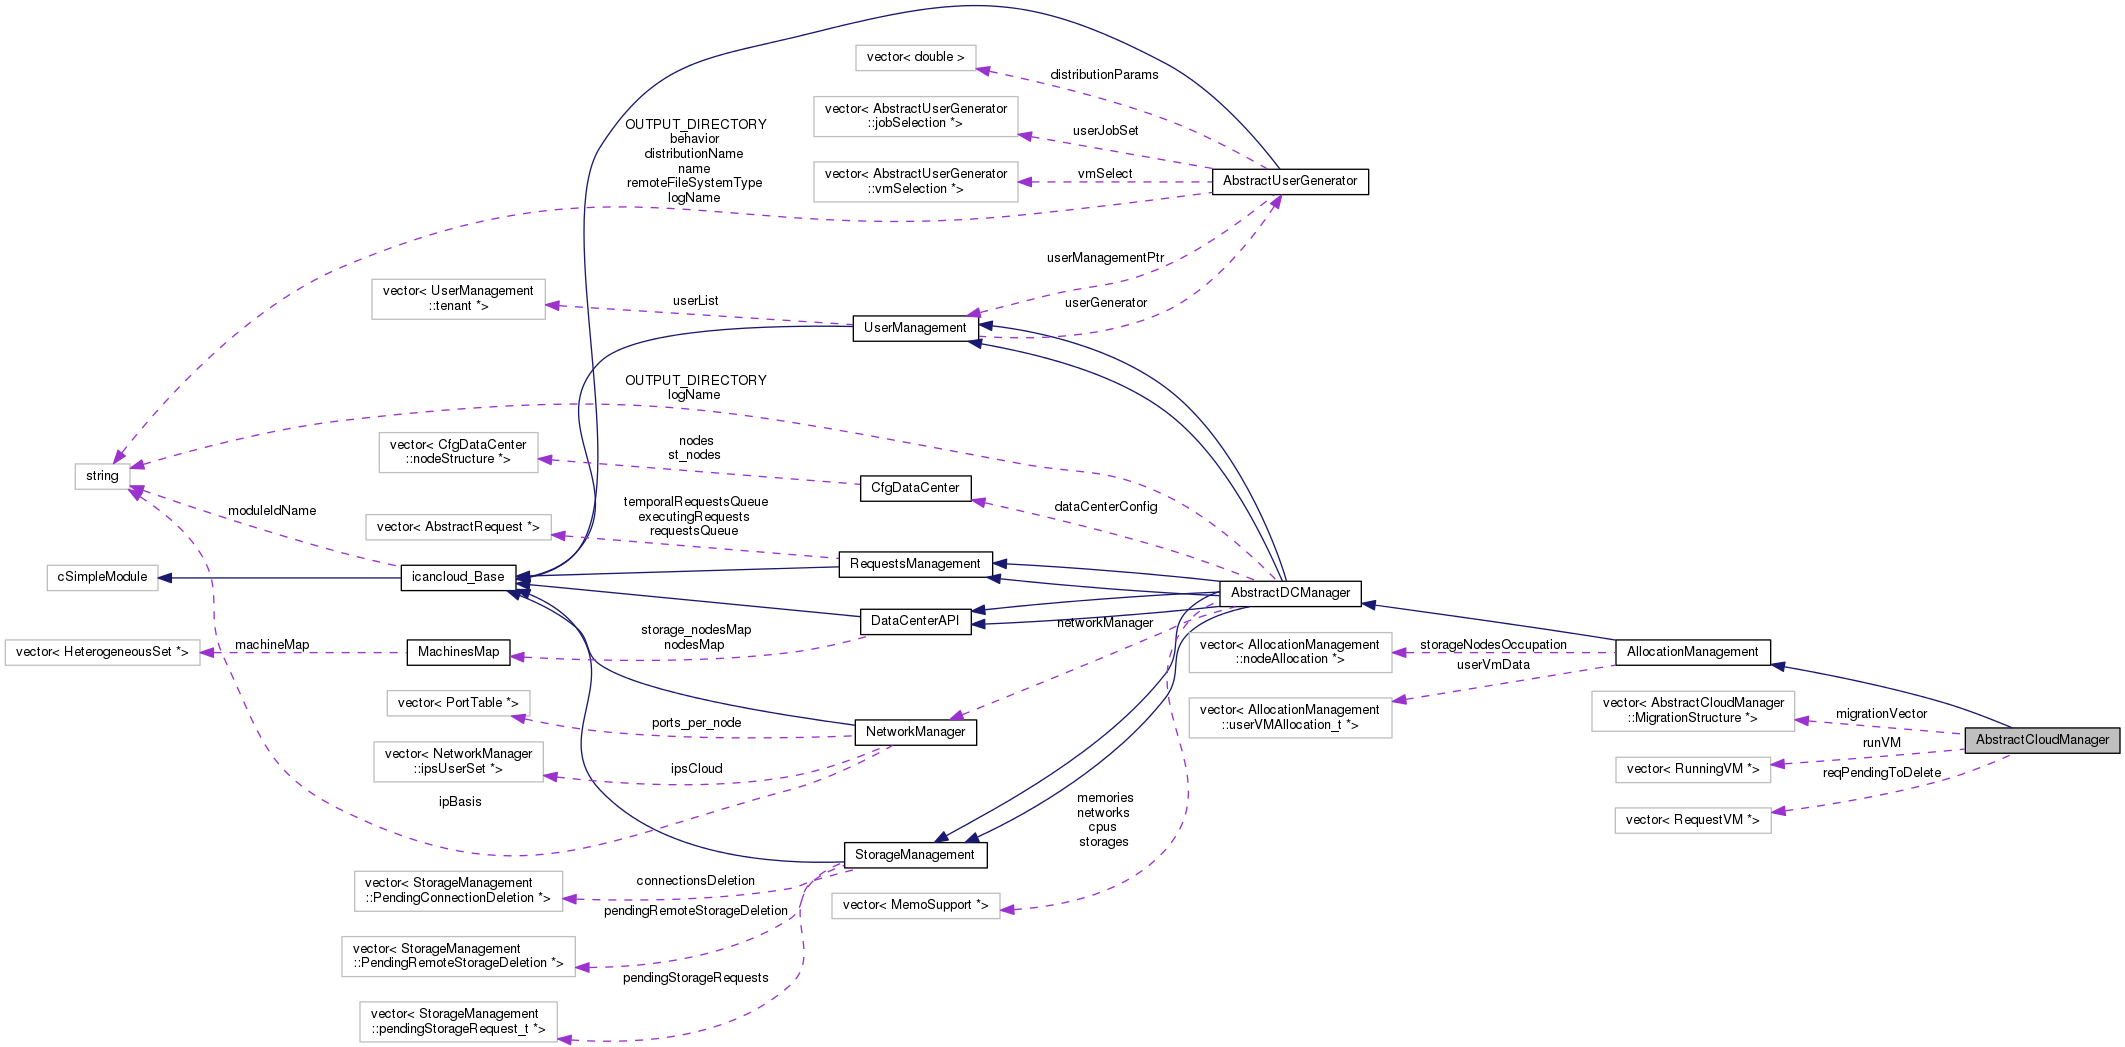 vector< double >
distributionParams
vector< AbstractUserGenerator
::jobSelection *>
userJobSet
OUTPUT_DIRECTORY
behavior
distributionName
name
remoteFileSystemType
logName
vector< AbstractUserGenerator
::vmSelection *>
vmSelect
AbstractUserGenerator
userManagementPtr
vector< UserManagement
::tenant *>
userList
userGenerator
UserManagement
OUTPUT_DIRECTORY
logName
vector< CfgDataCenter
::nodeStructure *>
nodes
st_nodes
string
CfgDataCenter
dataCenterConfig
moduleIdName
vector< AbstractRequest *>
temporalRequestsQueue
executingRequests
requestsQueue
cSimpleModule
icancloud_Base
RequestsManagement
AbstractDCManager
DataCenterAPI
networkManager
vector< HeterogeneousSet *>
machineMap
MachinesMap
storage_nodesMap
nodesMap
vector< AllocationManagement
::nodeAllocation *>
storageNodesOccupation
userVmData
AllocationManagement
vector< PortTable *>
ports_per_node
NetworkManager
vector< AllocationManagement
::userVMAllocation_t *>
vector< AbstractCloudManager
::MigrationStructure *>
migrationVector
AbstractCloudManager
vector< NetworkManager
::ipsUserSet *>
ipsCloud
runVM
vector< RunningVM *>
reqPendingToDelete
ipBasis
memories
networks
cpus
storages
vector< RequestVM *>
StorageManagement
vector< StorageManagement
::PendingConnectionDeletion *>
connectionsDeletion
pendingRemoteStorageDeletion
vector< MemoSupport *>
vector< StorageManagement
::PendingRemoteStorageDeletion *>
pendingStorageRequests
vector< StorageManagement
::pendingStorageRequest_t *>